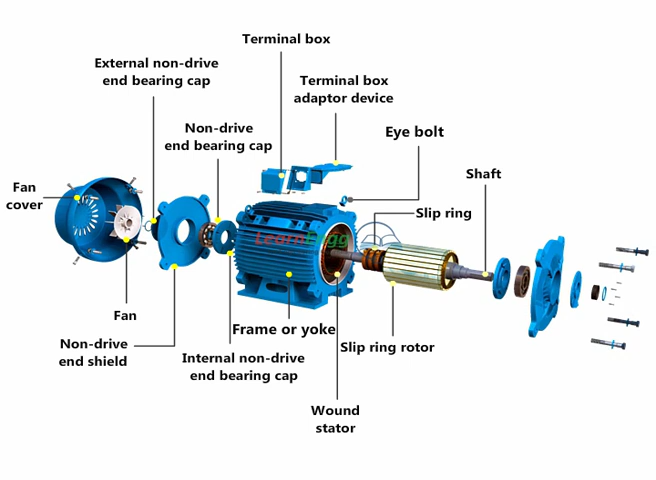 Terminal box
External non-drive
end bearing cap
Terminal box
adaptor device
Non-drive
end bearing cap
Eye bolt
Shaft
Fan
cover
Slip ring
Fan
Frame or yoke
Non-drive
end shield
Slip ring rotor
Internal non-drive
end bearing cap
Wound
stator